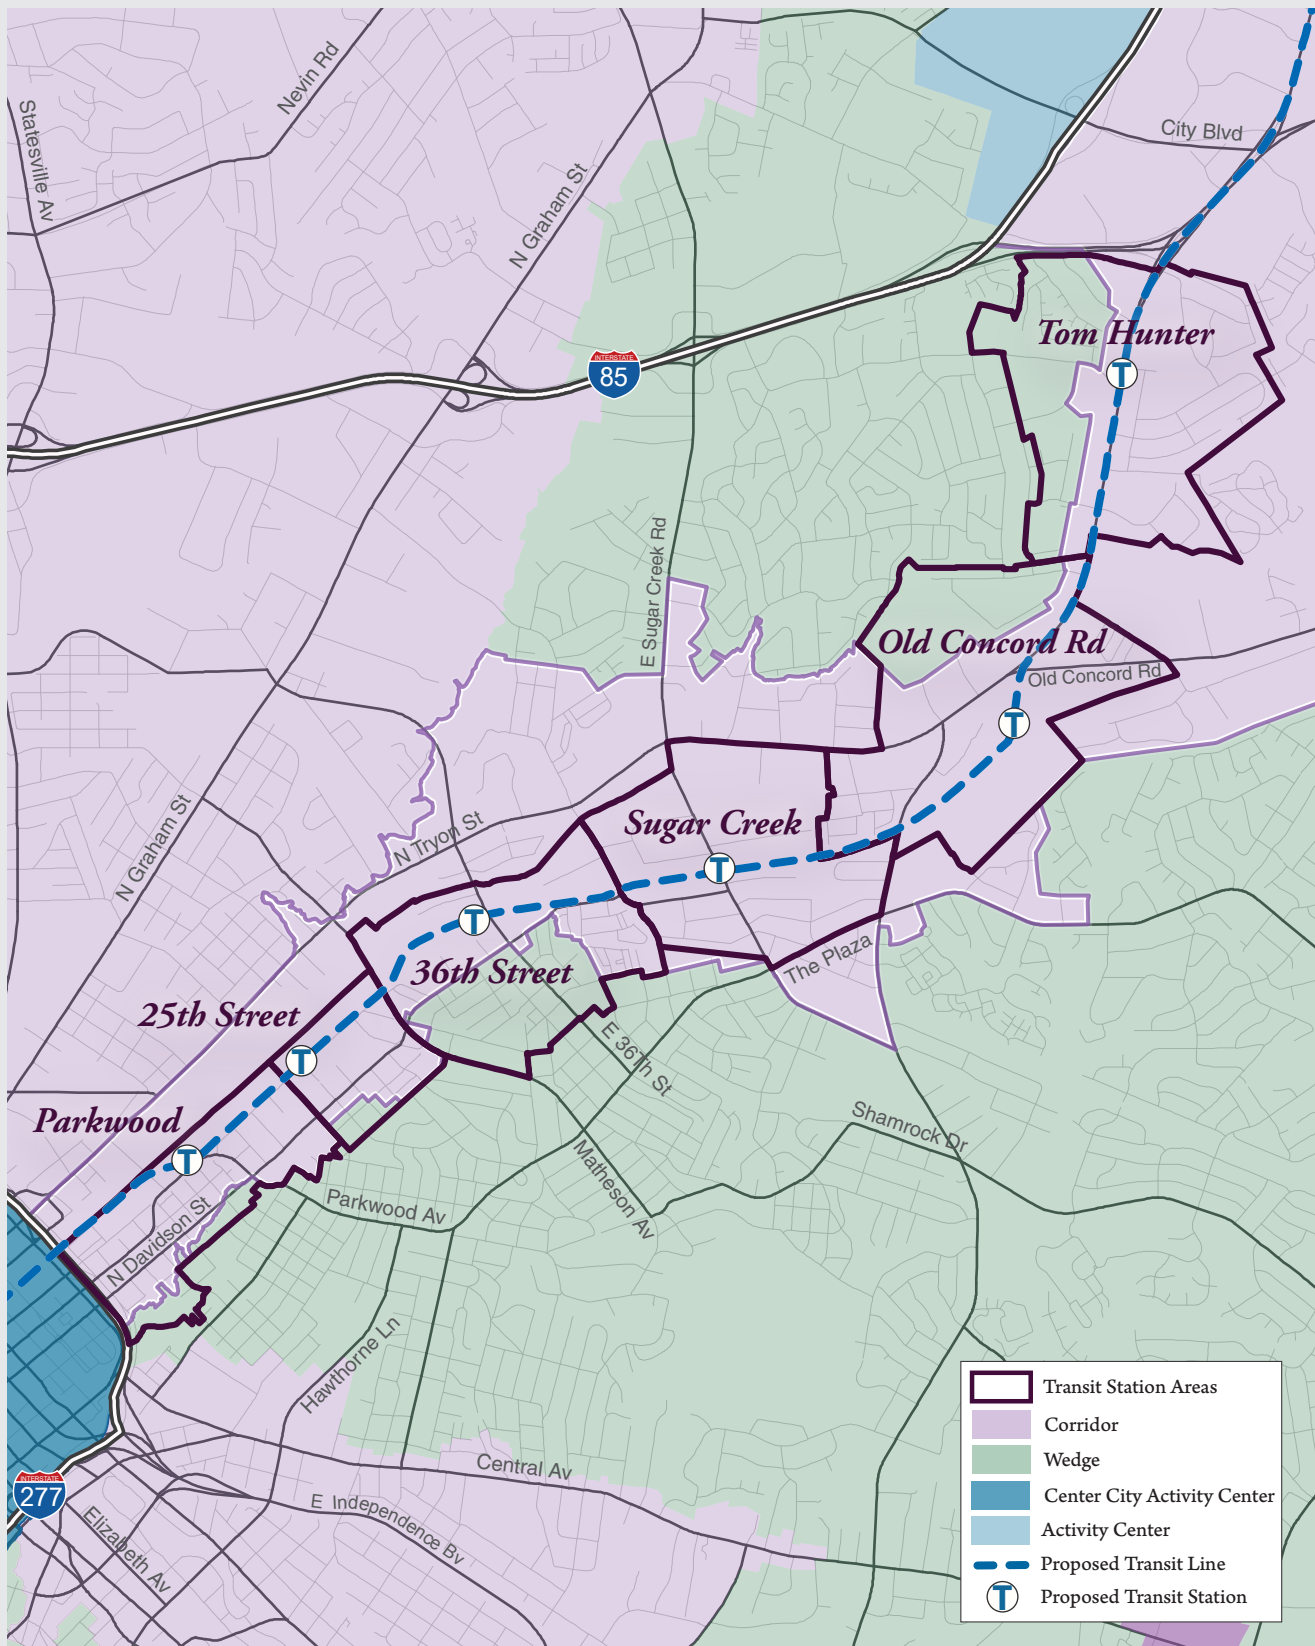 Nevin Rd
Statesville Av
City Blvd
N Graham St
Tom Hunter
INTERSTATE
85
T
E Sugar Creek Rd
Old Concord Rd
Old Concord Rd
T
N Graham St
N Tryon St
Sugar Creek
T
T
The Plaza
36th Street
25th Street
E 36Th St
T
Parkwood
Shamrock Dr
T
Matheson Av
Parkwood Av
N Davidson St
Hawthorne Ln
Central Av
INTERSTATE
277
E Independence Bv
Elizabeth Av
Transit Station Areas
Corridor
Wedge
Center City Activity Center
Activity Center
Proposed Transit Line
T Proposed Transit Station